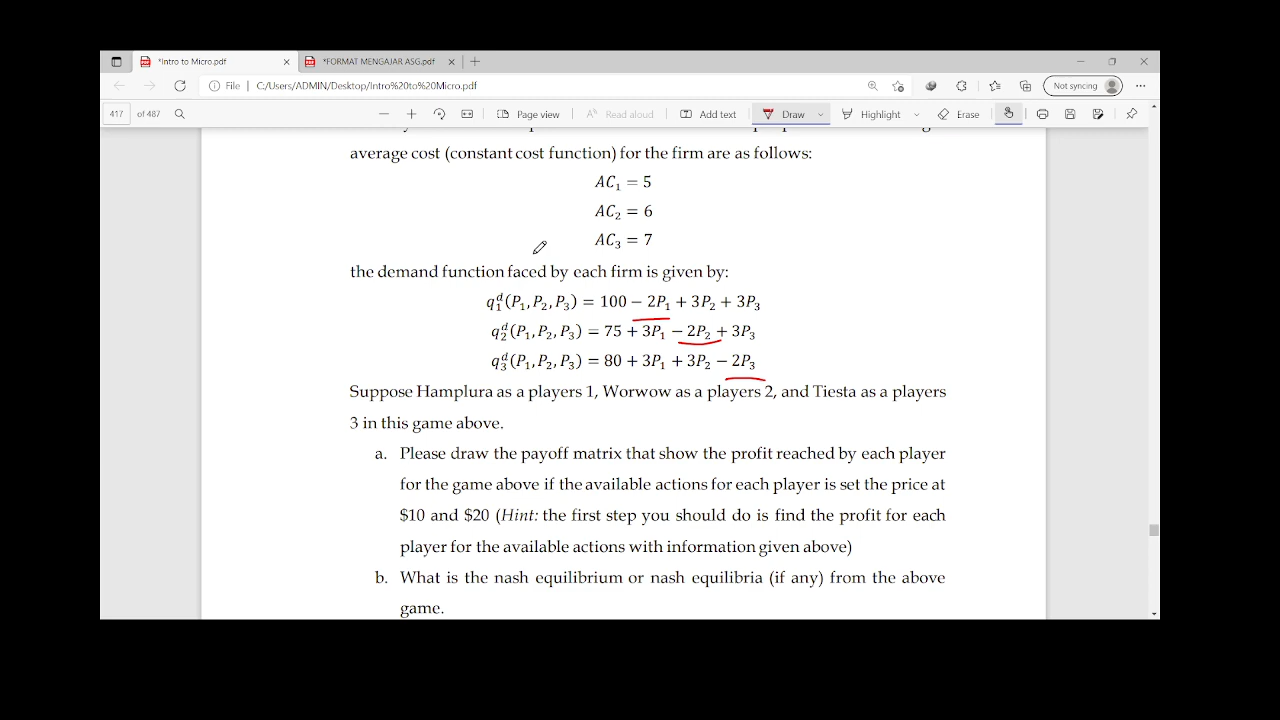 *Intro to Micro.pdf
*FORMAT MENGAJAR ASG.pdf
File | C:/Users/ADMIN/Desktop/Intro%20to%20Micro.pdf
Not syncing
417 of 487
Page view
Read aloud
Add text
Draw
Highlight
Erase
average cost (constant cost function) for the firm are as follows:
AC₁ = 5
AC₂ = 6
AC₃ = 7
the demand function faced by each firm is given by:
q₁ᵈ(P₁, P₂, P₃) = 100 − 2P₁ + 3P₂ + 3P₃
q₂ᵈ(P₁, P₂, P₃) = 75 + 3P₁ − 2P₂ + 3P₃
q₃ᵈ(P₁, P₂, P₃) = 80 + 3P₁ + 3P₂ − 2P₃
Suppose Hamplura as a players 1, Worwow as a players 2, and Tiesta as a players
3 in this game above.
a. Please draw the payoff matrix that show the profit reached by each player
for the game above if the available actions for each player is set the price at
$10 and $20 (Hint: the first step you should do is find the profit for each
player for the available actions with information given above)
b. What is the nash equilibrium or nash equilibria (if any) from the above
game.